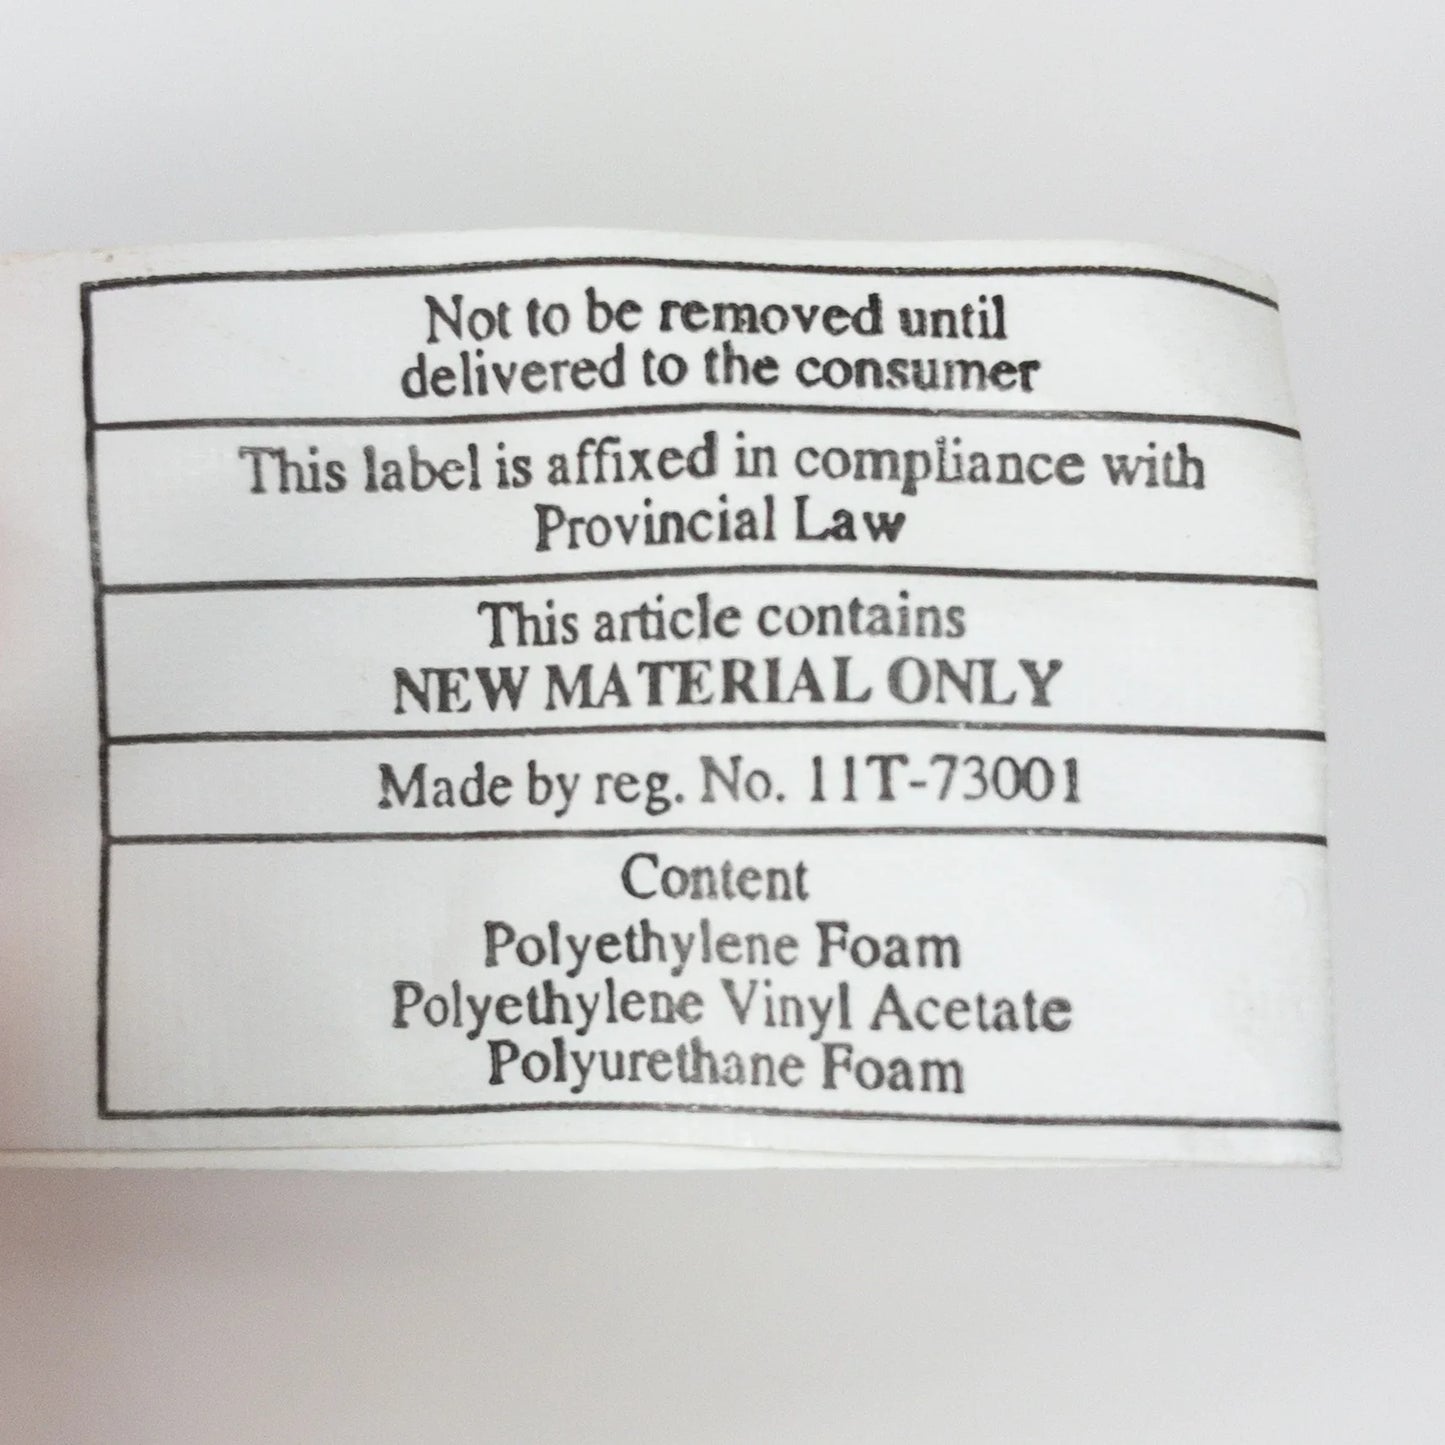 Not to be removed until
delivered to the consumer
This label is affixed in compliance with
Provincial Law
This article contains
NEW MATERIAL ONLY
Made by reg. No. 11T-73001
Content
Polyethylene Foam
Polyethylene Vinyl Acetate
Polyurethane Foam